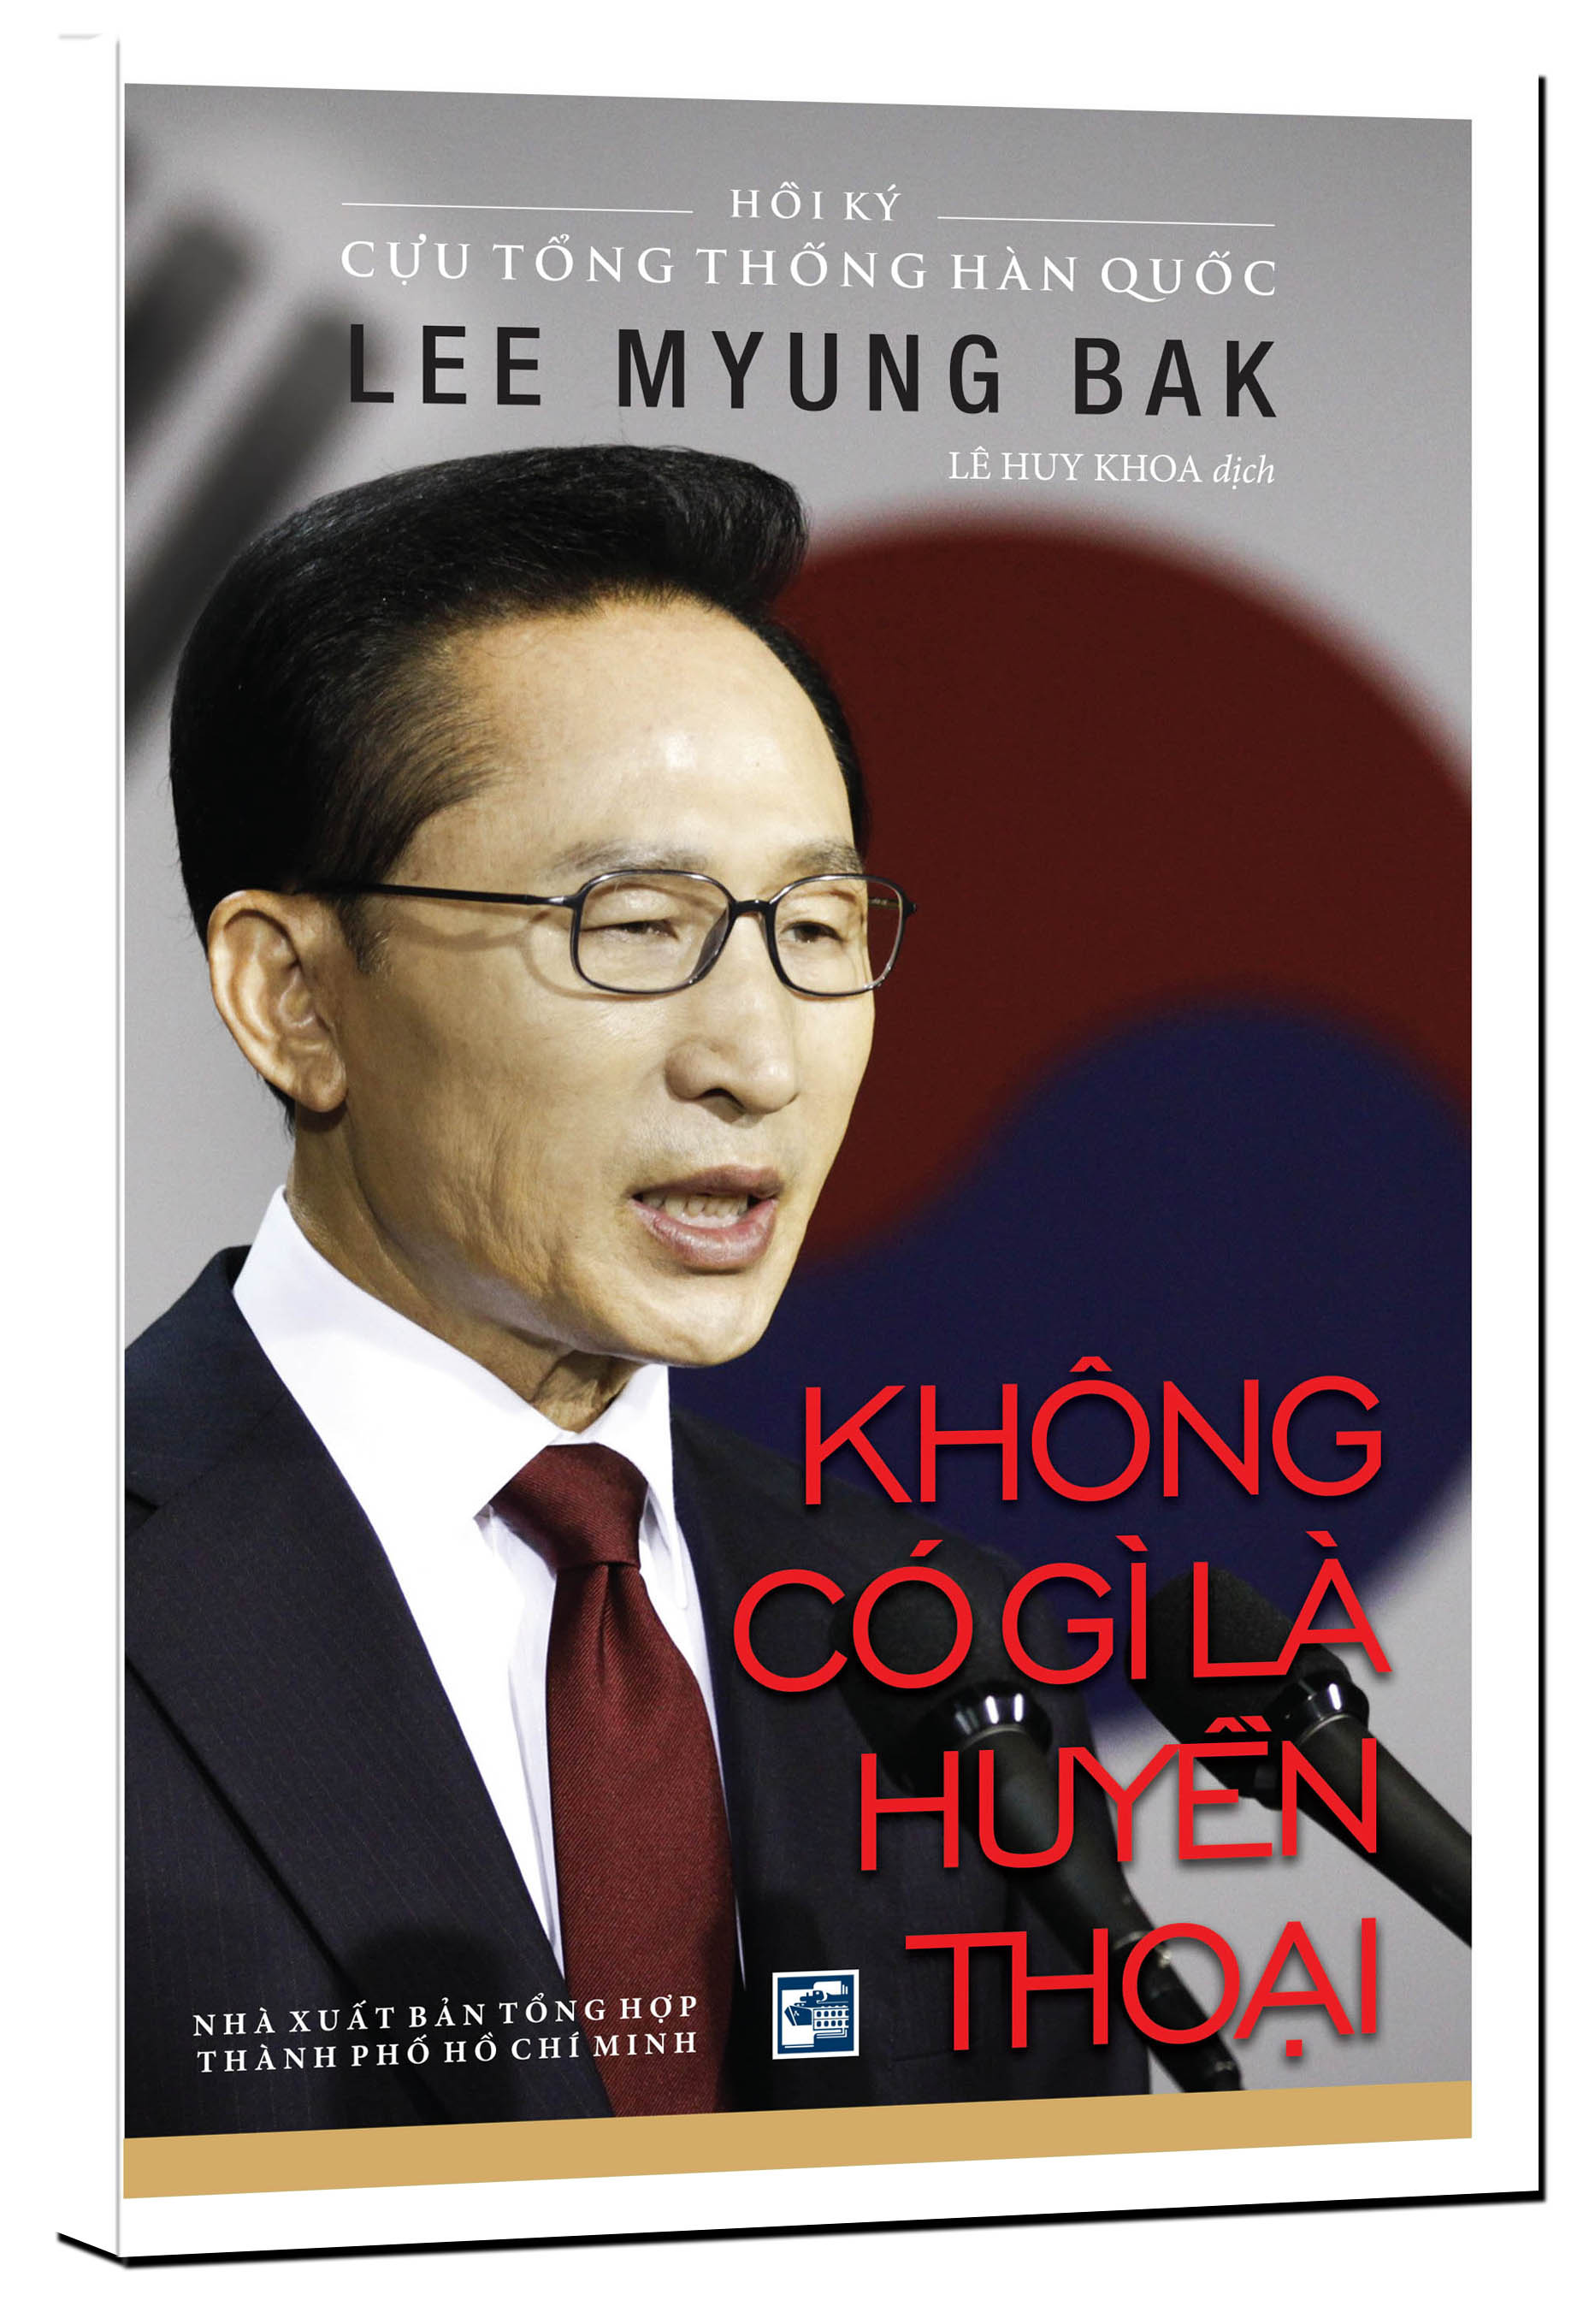 HỒI KÝ
CỰU TỔNG THỐNG HÀN QUỐC
LEE MYUNG BAK
LÊ HUY KHOA dịch
KHÔNG
CÓ GÌ LÀ
HUYỀN
THOẠI
NHÀ XUẤT BẢN TỔNG HỢP
THÀNH PHỐ HỒ CHÍ MINH